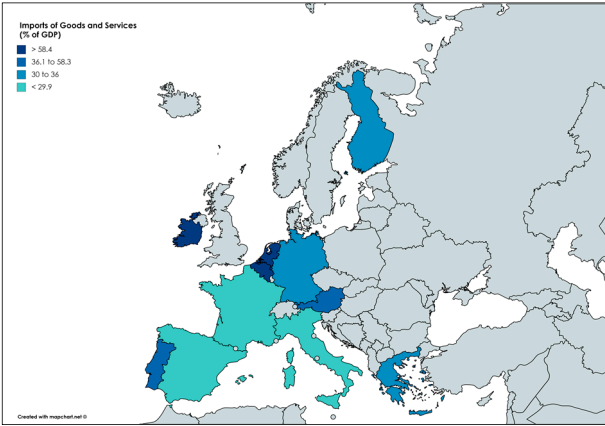 Imports of Goods and Services
(% of GDP)
> 58.4
36.1 to 58.3
30 to 36
< 29.9
Created with mapchart.net ©